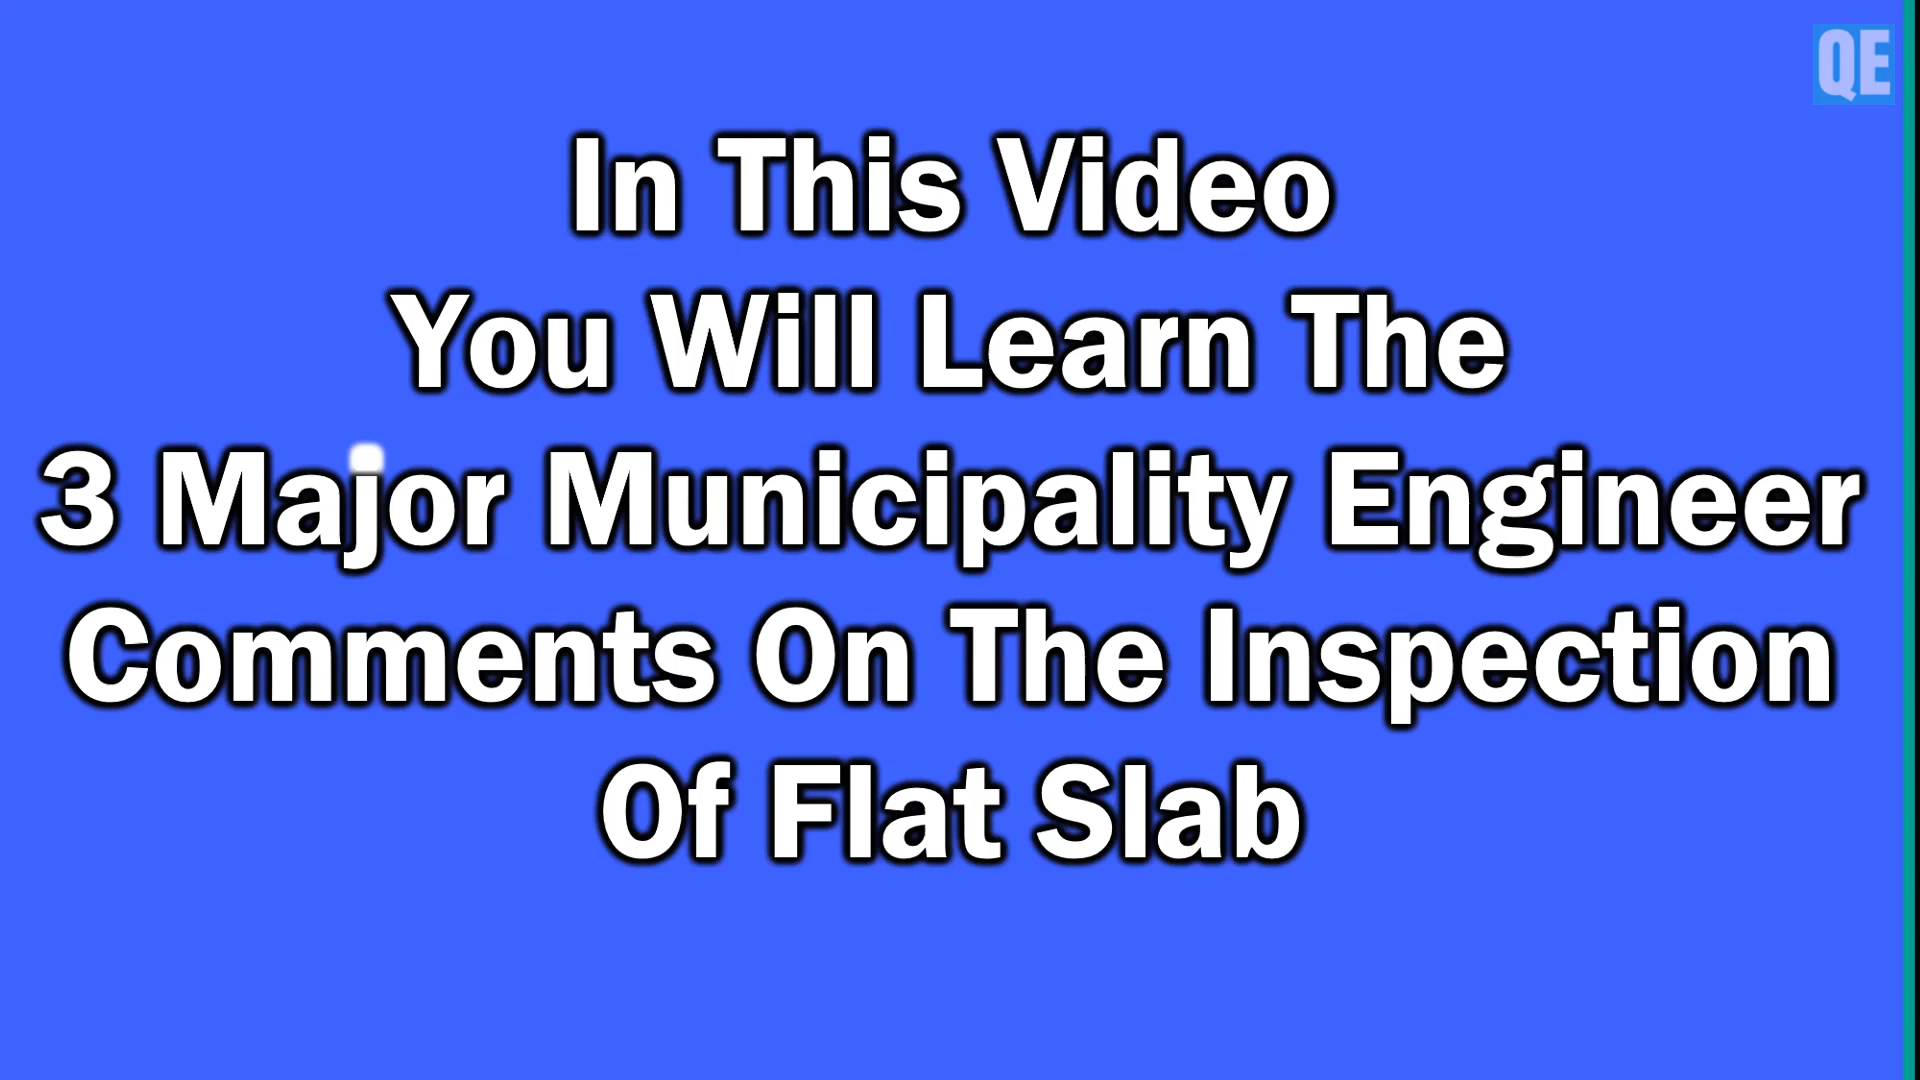 QE
In This Video
You Will Learn The
3 Major Municipality Engineer
Comments On The Inspection
Of Flat Slab